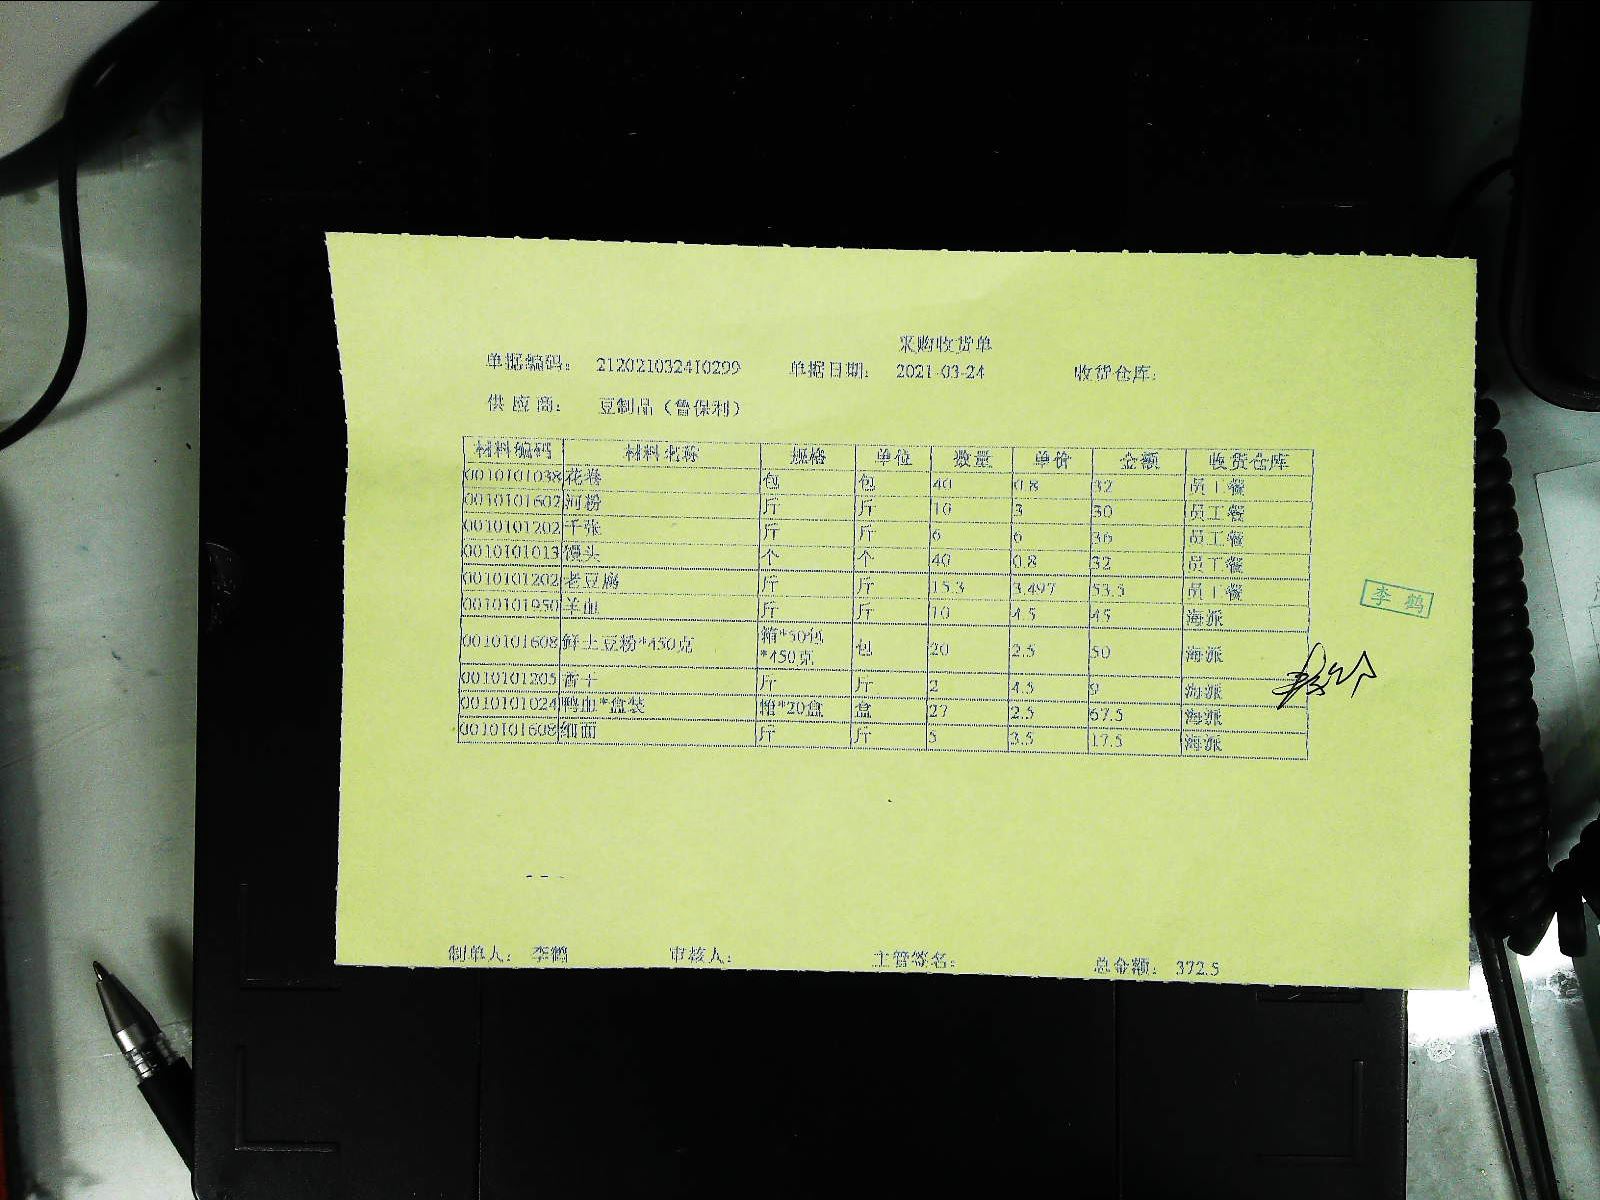 采购收货单
单据编码： 2120210324I0299 单据日期： 2021-03-24 收货仓库：
供 应 商： 豆制品（鲁保利）
材料编码 材料名称 规格 单位 数量 单价 金额 收货仓库
0010101038 花卷 包 包 40 0.8 32 员工餐
0010101602 河粉 斤 斤 10 3 30 员工餐
0010101202 千张 斤 斤 6 6 36 员工餐
0010101013 馒头 个 个 40 0.8 32 员工餐
0010101202 老豆腐 斤 斤 15.3 3.497 53.5 员工餐
0010101950 羊血 斤 斤 10 4.5 45 海派
0010101608 鲜土豆粉*450克 箱*30包*450克 包 20 2.5 50 海派
0010101205 香干 斤 斤 2 4.5 9 海派
0010101024 鸭血*盒装 箱*20盒 盒 27 2.5 67.5 海派
0010101608 细面 斤 斤 5 3.5 17.5 海派
李 鹤
制单人： 李鹤 审核人： 主管签名： 总金额： 372.5